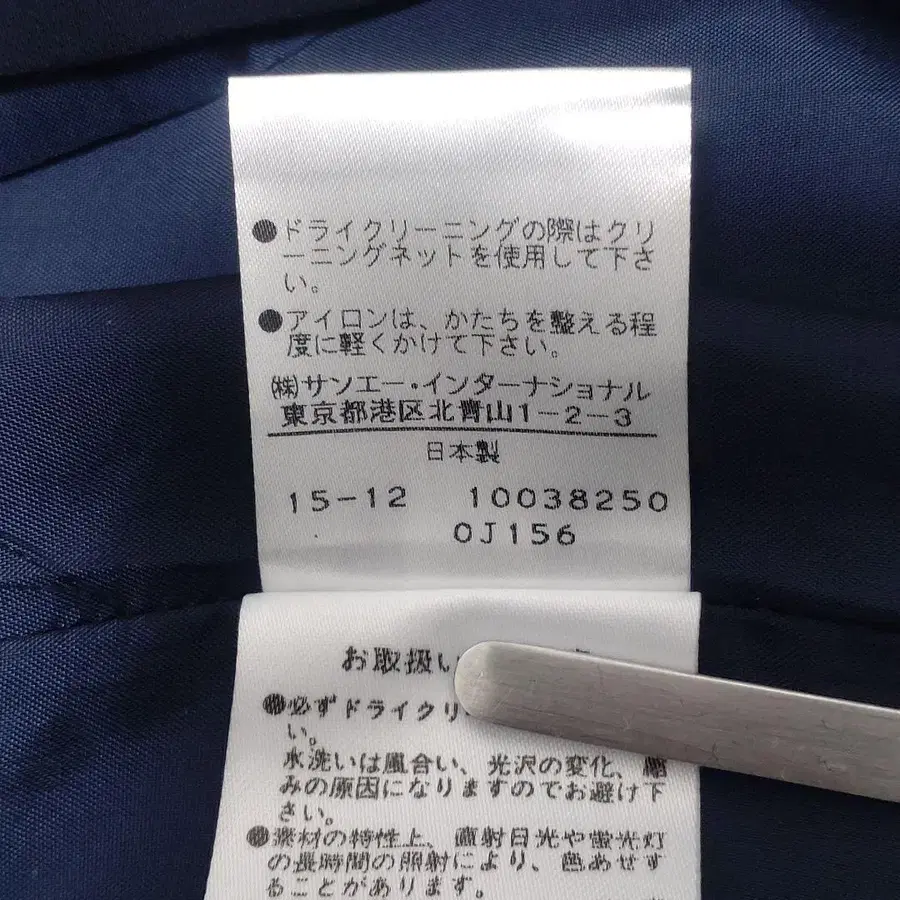 ●ドライクリーニングの際はクリ
ーニングネットを使用して下さ
い。
●アイロンは、かたちを整える程
度に軽くかけて下さい。
㈱サンエー・インターナショナル
東京都港区北青山1-2-3
日本製
15-12 10038250
0J156
お取扱い
●必ずドライクリ
い。
水洗いは風合い、光沢の変化、縮
みの原因になりますのでお避け下
さい。
●素材の特性上、直射日光や蛍光灯
の長時間の照射により、色あせす
ることがあります。